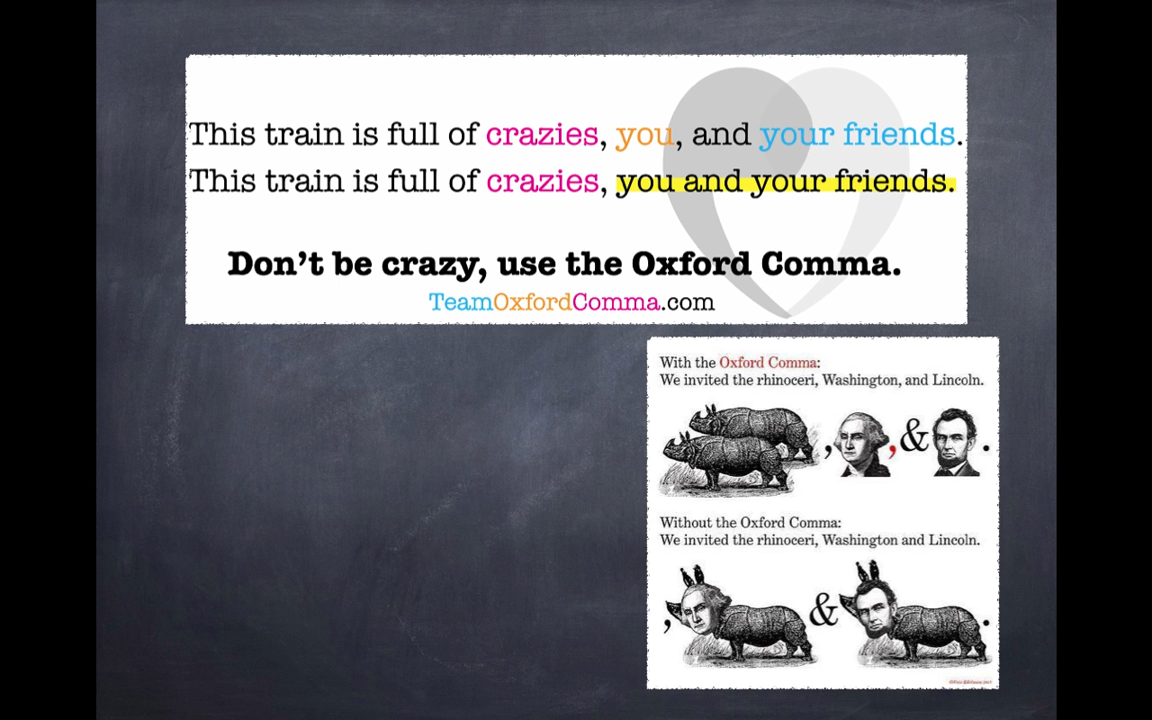 This train is full of crazies, you, and your friends.
This train is full of crazies, you and your friends.
Don't be crazy, use the Oxford Comma.
TeamOxfordComma.com
With the Oxford Comma:
We invited the rhinoceri, Washington, and Lincoln.
, , & .
Without the Oxford Comma:
We invited the rhinoceri, Washington and Lincoln.
, & .